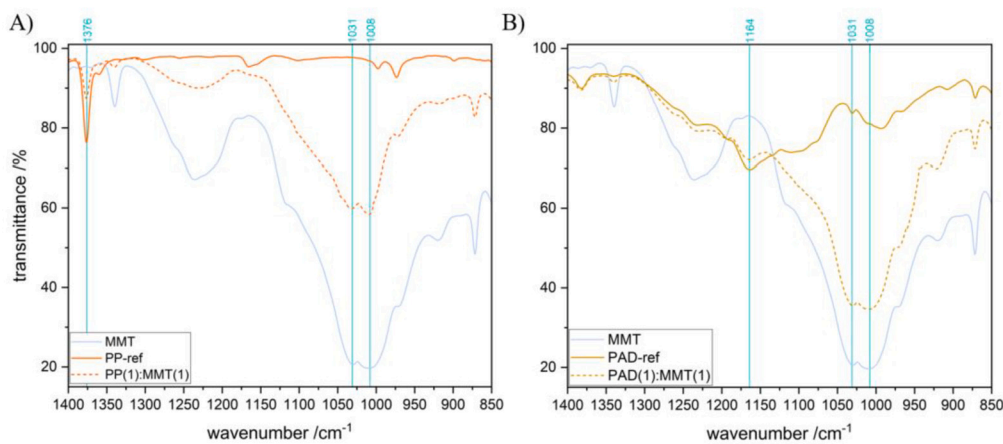 A)
1376
1031
1008
100
80
60
40
20
transmittance /%
MMT
PP-ref
PP(1):MMT(1)
1400 1350 1300 1250 1200 1150 1100 1050 1000 950 900 850
wavenumber /cm⁻¹
B)
1164
1031
1008
100
80
60
40
20
MMT
PAD-ref
PAD(1):MMT(1)
1400 1350 1300 1250 1200 1150 1100 1050 1000 950 900 850
wavenumber /cm⁻¹